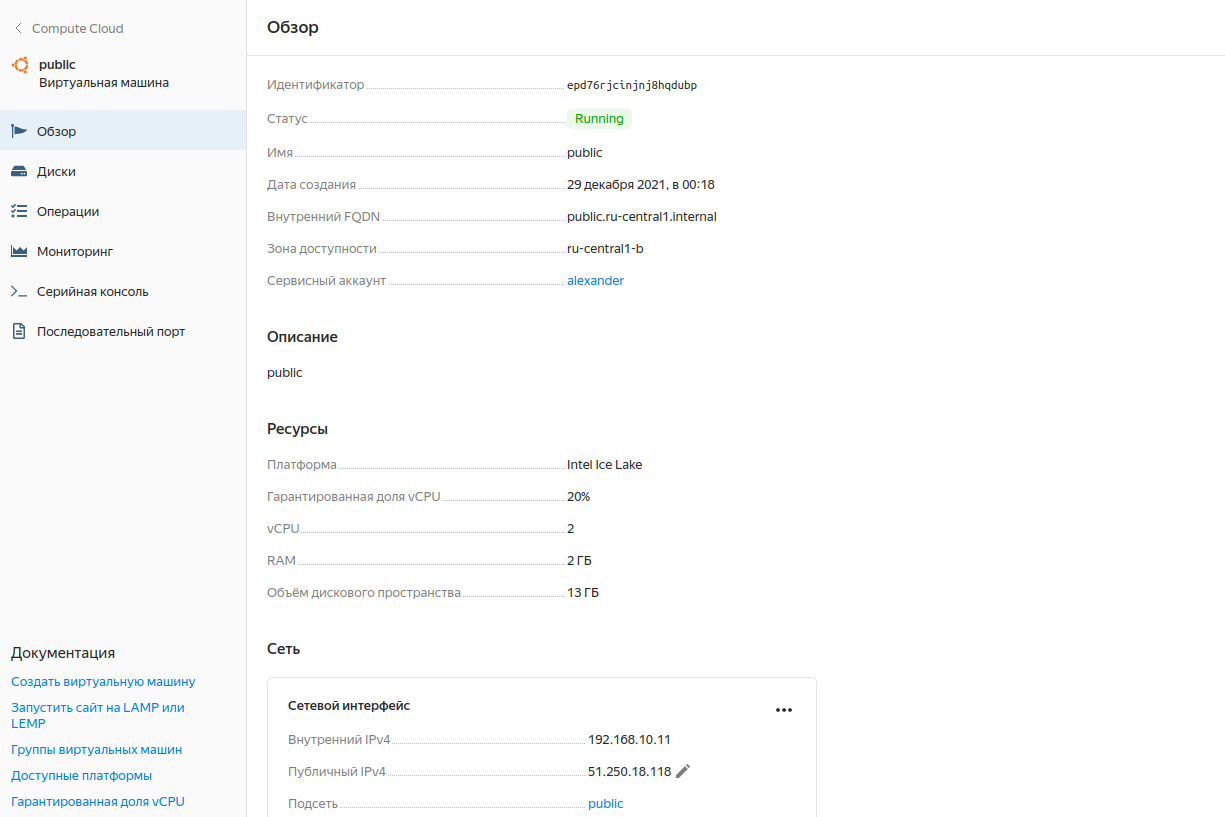 Compute Cloud
public
Виртуальная машина
Обзор
Диски
Операции
Мониторинг
Серийная консоль
Последовательный порт
Документация
Создать виртуальную машину
Запустить сайт на LAMP или
LEMP
Группы виртуальных машин
Доступные платформы
Гарантированная доля vCPU
Обзор
Идентификатор epd76rjcinjnj8hqdubp
Статус Running
Имя public
Дата создания 29 декабря 2021, в 00:18
Внутренний FQDN public.ru-central1.internal
Зона доступности ru-central1-b
Сервисный аккаунт alexander
Описание
public
Ресурсы
Платформа Intel Ice Lake
Гарантированная доля vCPU 20%
vCPU 2
RAM 2 ГБ
Объём дискового пространства 13 ГБ
Сеть
Сетевой интерфейс
Внутренний IPv4 192.168.10.11
Публичный IPv4 51.250.18.118
Подсеть public